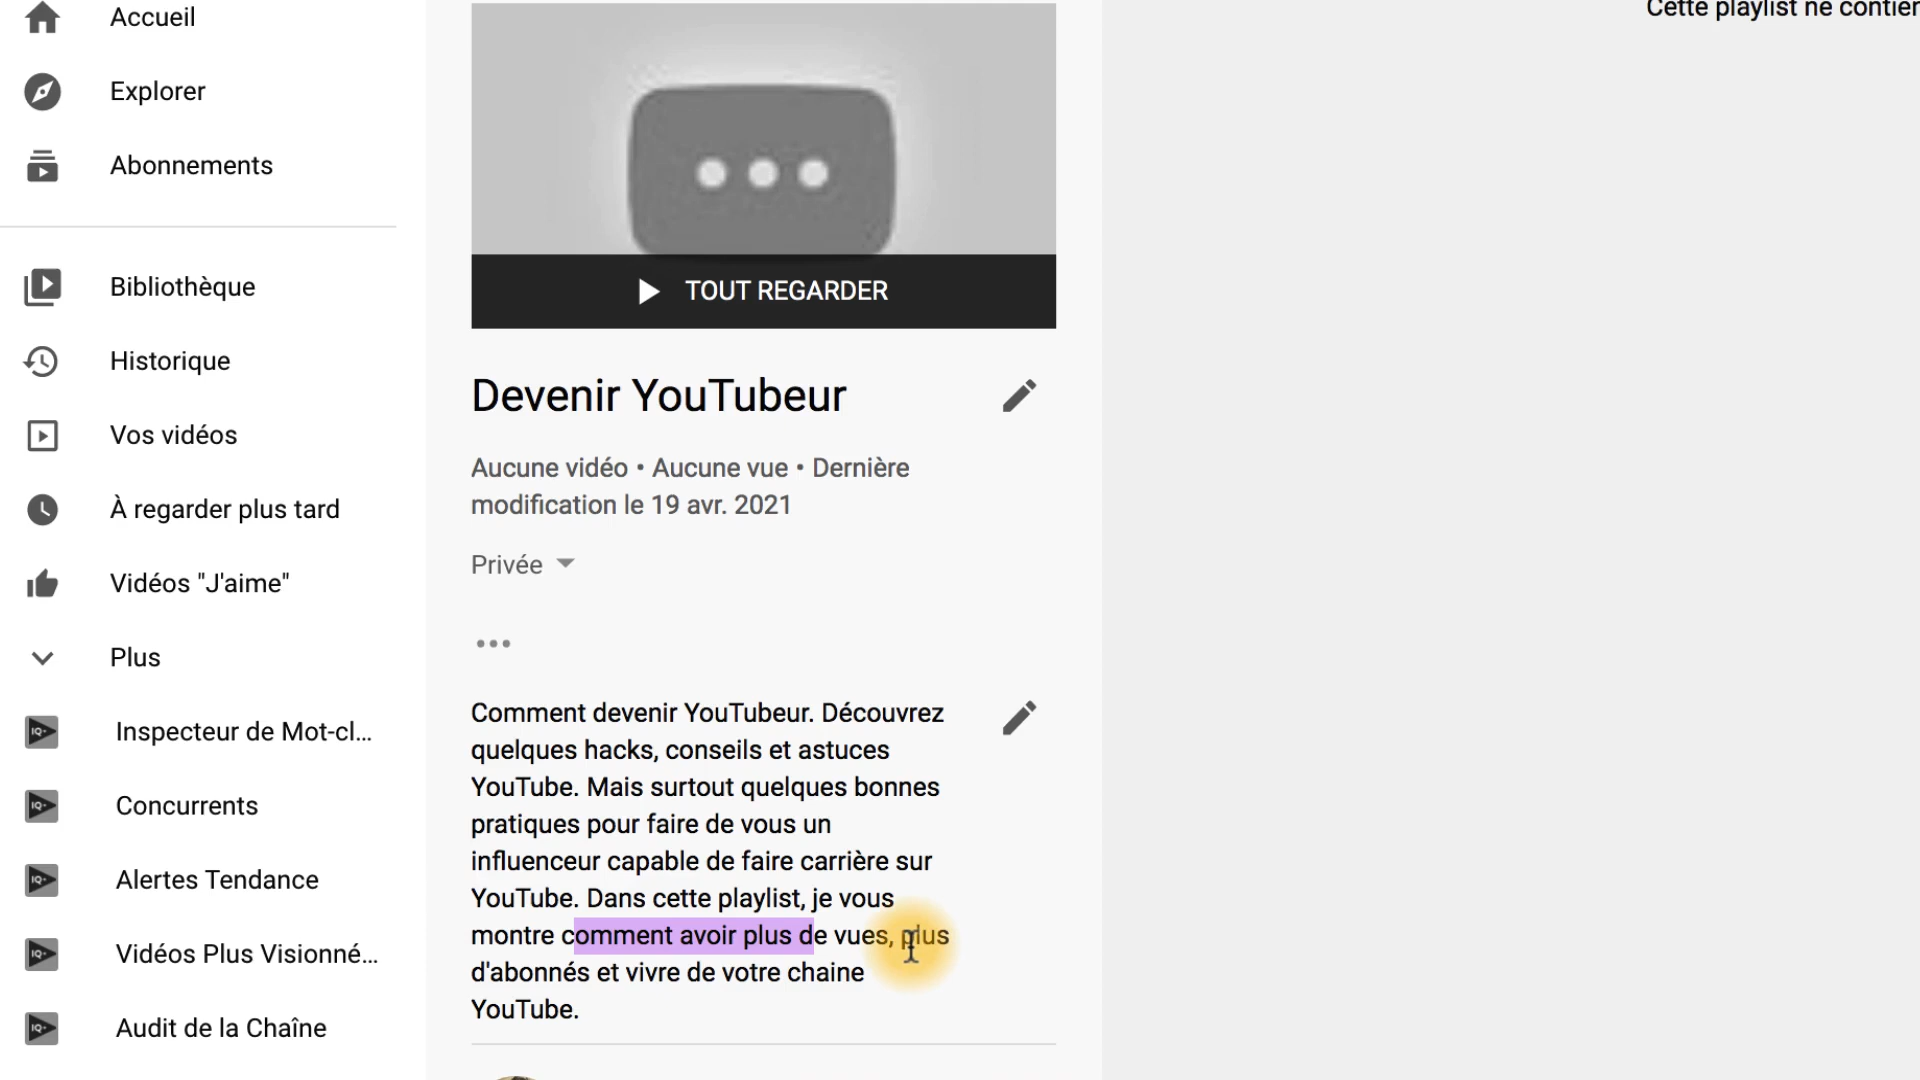 Accueil
Explorer
Abonnements
Bibliothèque
Historique
Vos vidéos
À regarder plus tard
Vidéos "J'aime"
Plus
Inspecteur de Mot-cl...
Concurrents
Alertes Tendance
Vidéos Plus Visionné...
Audit de la Chaîne
TOUT REGARDER
Devenir YouTubeur
Aucune vidéo • Aucune vue • Dernière
modification le 19 avr. 2021
Privée
Comment devenir YouTubeur. Découvrez
quelques hacks, conseils et astuces
YouTube. Mais surtout quelques bonnes
pratiques pour faire de vous un
influenceur capable de faire carrière sur
YouTube. Dans cette playlist, je vous
montre comment avoir plus de vues, plus
d'abonnés et vivre de votre chaine
YouTube.
Cette playlist ne